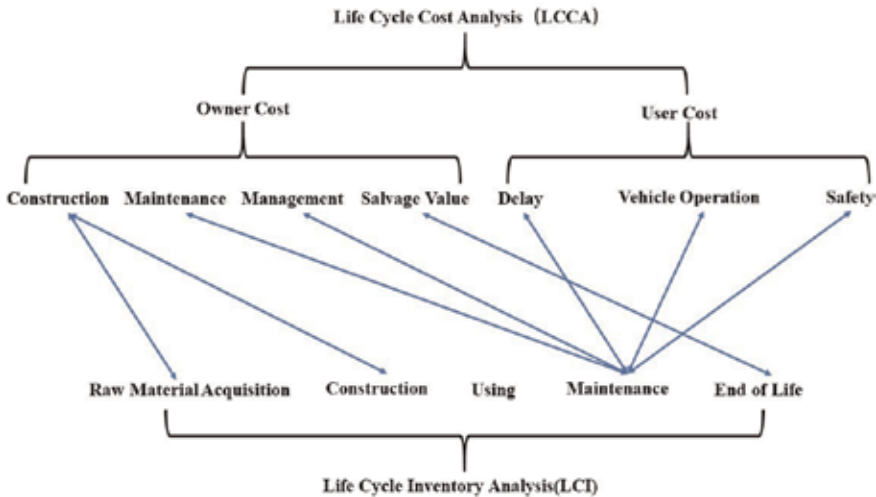 Life Cycle Cost Analysis (LCCA)
Owner Cost
User Cost
Construction Maintenance Management Salvage Value Delay Vehicle Operation Safety
Raw Material Acquisition Construction Using Maintenance End of Life
Life Cycle Inventory Analysis(LCI)